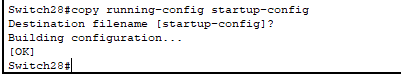 Switch28#copy running-config startup-config
Destination filename [startup-config]?
Building configuration...
[OK]
Switch28#